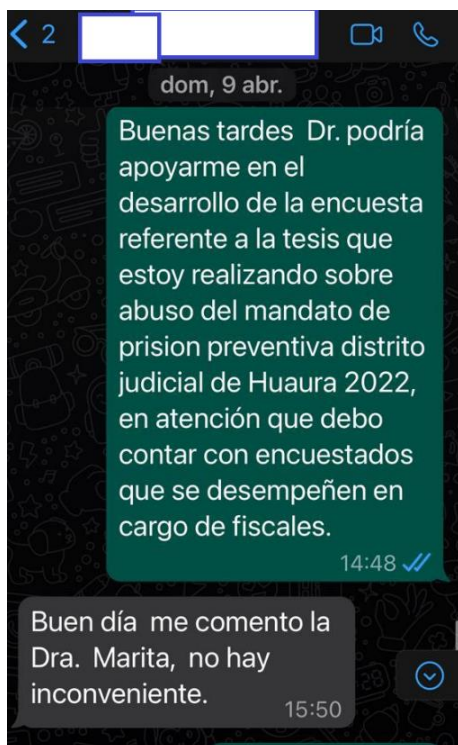 2
dom, 9 abr.
Buenas tardes  Dr. podría
apoyarme en el
desarrollo de la encuesta
referente a la tesis que
estoy realizando sobre
abuso del mandato de
prision preventiva distrito
judicial de Huaura 2022,
en atención que debo
contar con encuestados
que se desempeñen en
cargo de fiscales.
14:48
Buen día  me comento la
Dra.  Marita,  no hay
inconveniente.
15:50